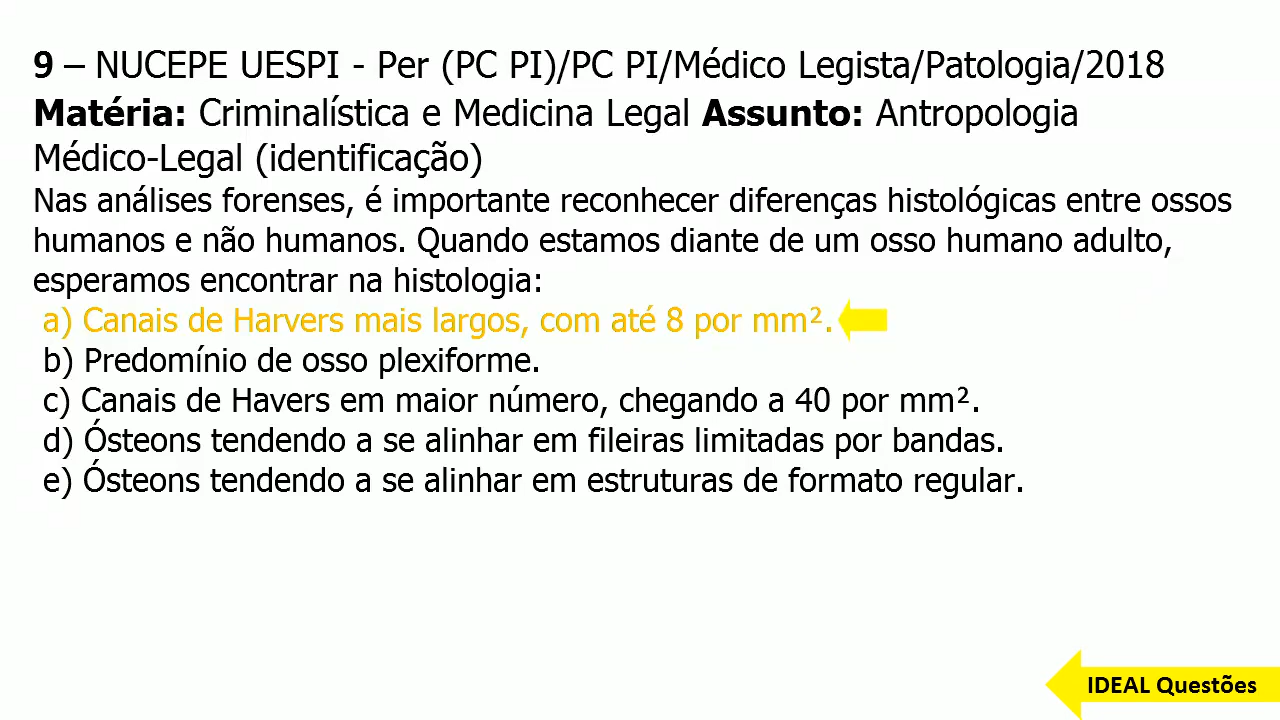 9 – NUCEPE UESPI - Per (PC PI)/PC PI/Médico Legista/Patologia/2018
Matéria: Criminalística e Medicina Legal Assunto: Antropologia
Médico-Legal (identificação)
Nas análises forenses, é importante reconhecer diferenças histológicas entre ossos
humanos e não humanos. Quando estamos diante de um osso humano adulto,
esperamos encontrar na histologia:
a) Canais de Harvers mais largos, com até 8 por mm².
b) Predomínio de osso plexiforme.
c) Canais de Havers em maior número, chegando a 40 por mm².
d) Ósteons tendendo a se alinhar em fileiras limitadas por bandas.
e) Ósteons tendendo a se alinhar em estruturas de formato regular.
IDEAL Questões